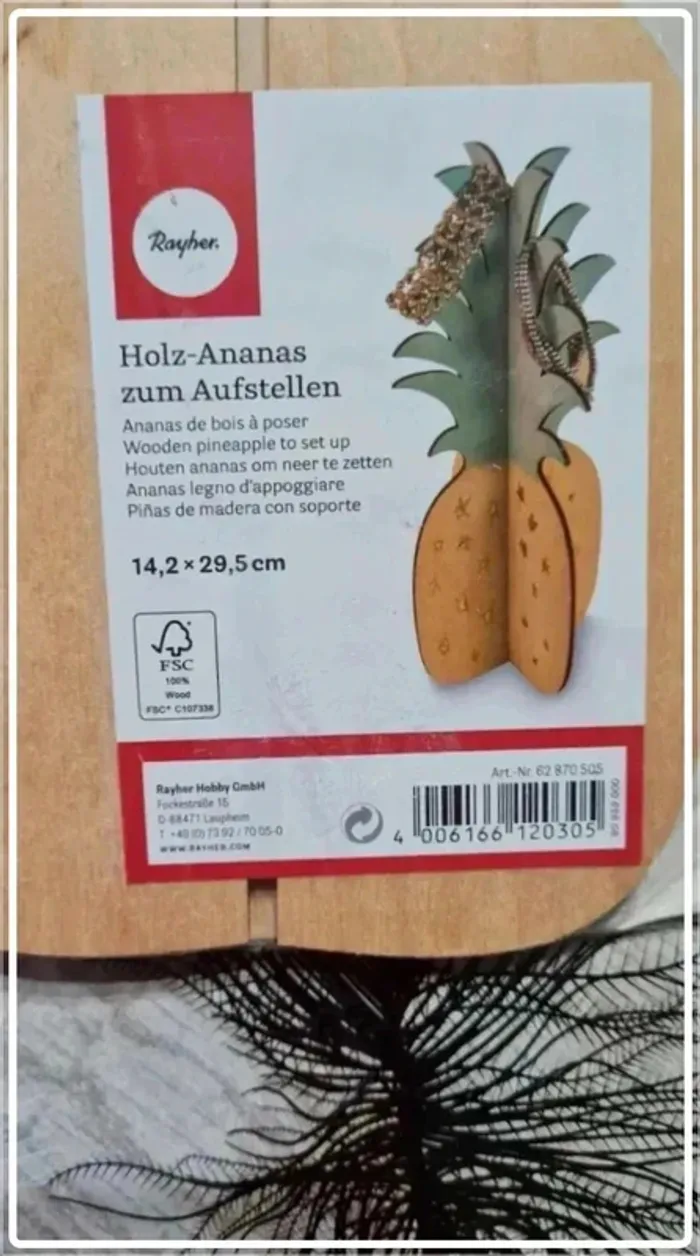 Rayher.
Holz-Ananas
zum Aufstellen
Ananas de bois à poser
Wooden pineapple to set up
Houten ananas om neer te zetten
Ananas legno d'appoggiare
Piñas de madera con soporte
14,2 × 29,5 cm
FSC
100%
Wood
FSC® C107338
Rayher Hobby GmbH
Fockestraße 15
D-88471 Laupheim
T +49 (0) 73 92 / 70 05-0
WWW.RAYHER.COM
Art.-Nr. 62 870 505
4 006166 120305